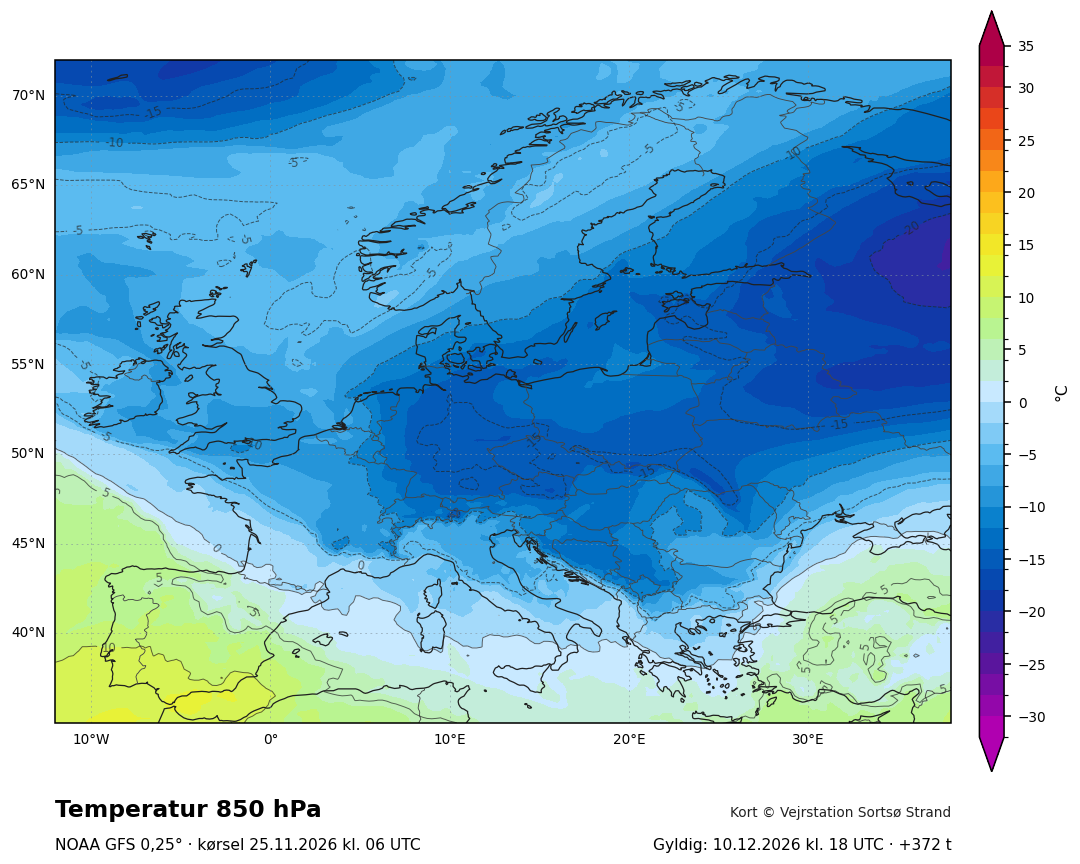 70°N
65°N
60°N
55°N
50°N
45°N
40°N
10°W 0° 10°E 20°E 30°E
35
30
25
20
15
10
5
0
−5
−10
−15
−20
−25
−30
°C
Temperatur 850 hPa
Kort © Vejrstation Sortsø Strand
NOAA GFS 0,25° · kørsel 25.11.2026 kl. 06 UTC
Gyldig: 10.12.2026 kl. 18 UTC · +372 t